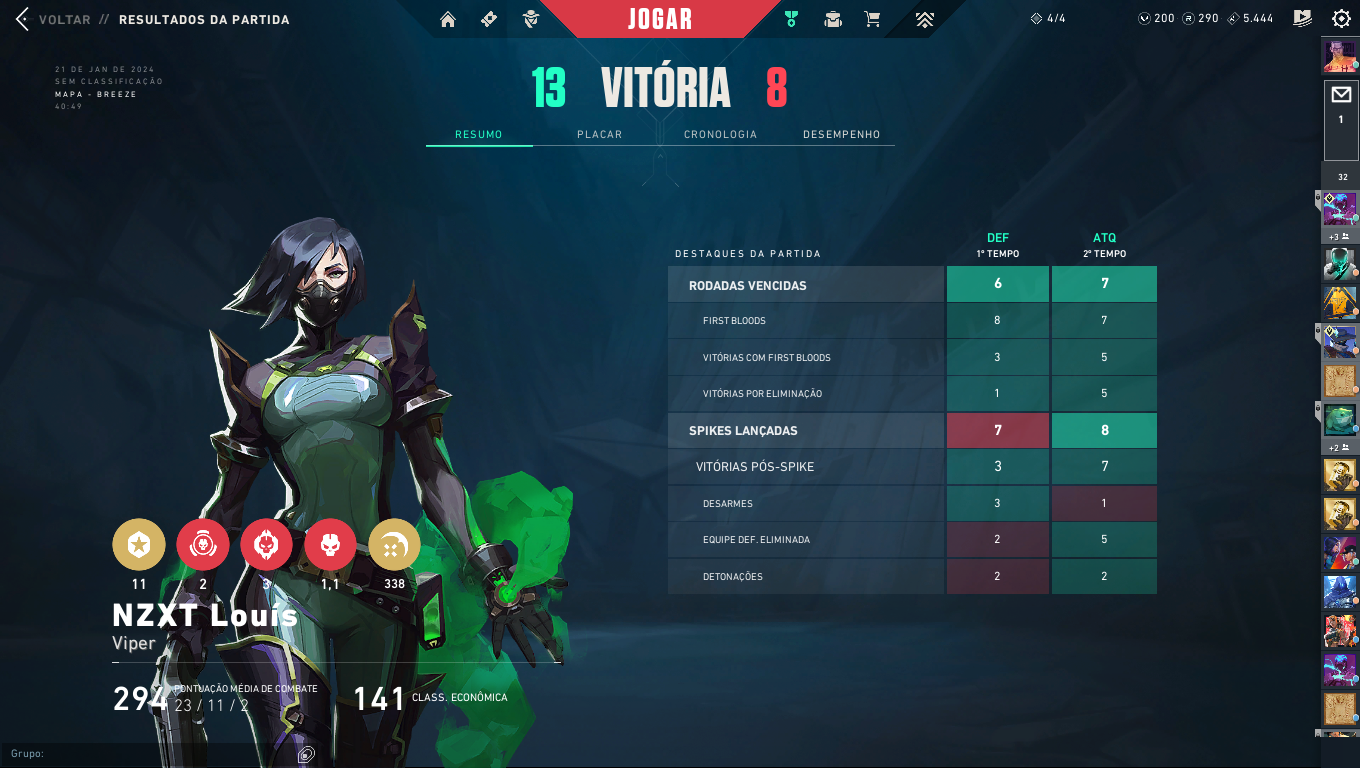 VOLTAR // RESULTADOS DA PARTIDA
JOGAR
4/4
200
290
5.444
21 DE JAN DE 2024
SEM CLASSIFICAÇÃO
MAPA - BREEZE
40:49
13 VITÓRIA 8
RESUMO
PLACAR
CRONOLOGIA
DESEMPENHO
1
32
+3
+2
DEF
ATQ
DESTAQUES DA PARTIDA
1º TEMPO
2º TEMPO
RODADAS VENCIDAS 6 7
FIRST BLOODS 8 7
VITÓRIAS COM FIRST BLOODS 3 5
VITÓRIAS POR ELIMINAÇÃO 1 5
SPIKES LANÇADAS 7 8
VITÓRIAS PÓS-SPIKE 3 7
DESARMES 3 1
EQUIPE DEF. ELIMINADA 2 5
DETONAÇÕES 2 2
11
2
3
1,1
338
NZXT Louis
Viper
294 PONTUAÇÃO MÉDIA DE COMBATE
23 / 11 / 2
141 CLASS. ECONÔMICA
Grupo: